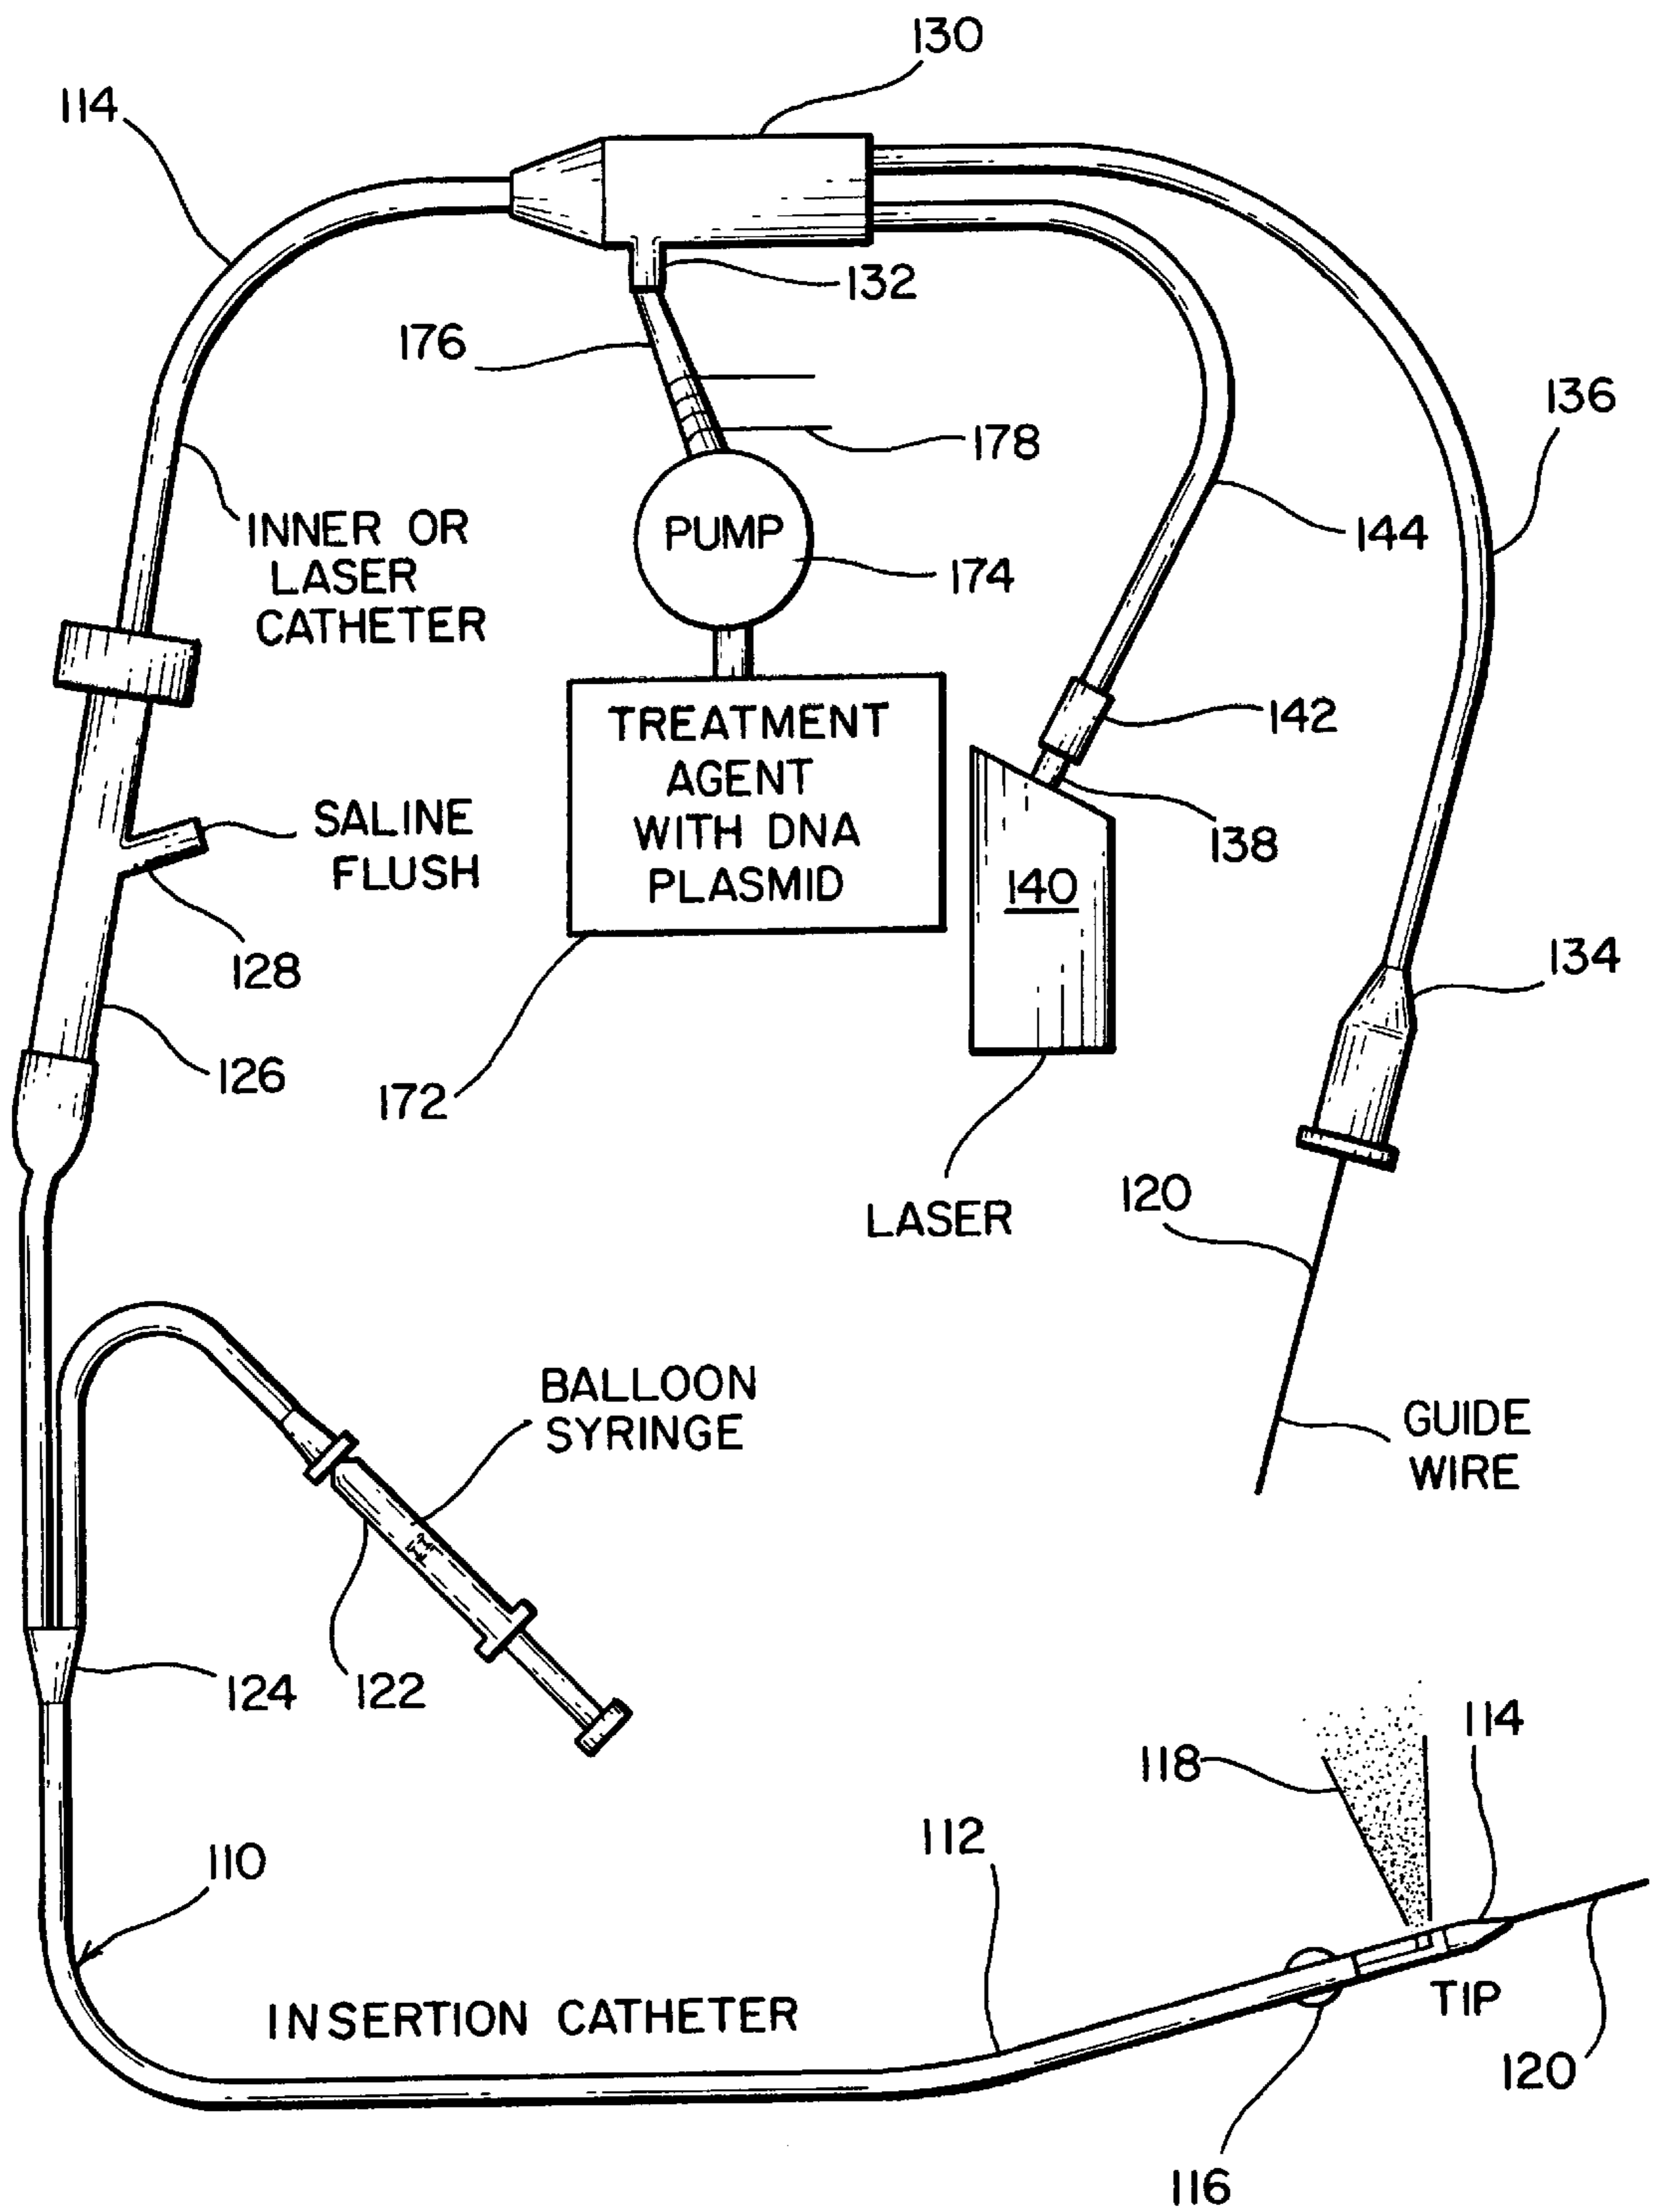 130
114
132
176
136
178
INNER OR
LASER
CATHETER
PUMP
174
144
TREATMENT
AGENT
WITH DNA
PLASMID
142
138
SALINE
FLUSH
140
128
134
126
172
LASER
120
BALLOON
SYRINGE
GUIDE
WIRE
124
122
118
114
112
110
INSERTION CATHETER
TIP
120
116